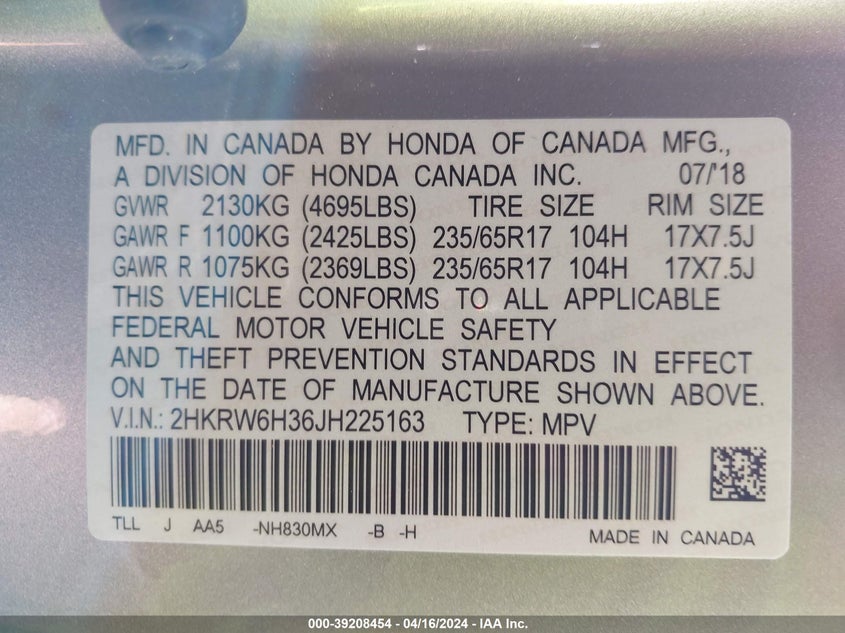 MFD. IN CANADA BY HONDA OF CANADA MFG.,
A DIVISION OF HONDA CANADA INC. 07/'18
GVWR 2130KG (4695LBS) TIRE SIZE RIM SIZE
GAWR F 1100KG (2425LBS) 235/65R17 104H 17X7.5J
GAWR R 1075KG (2369LBS) 235/65R17 104H 17X7.5J
THIS VEHICLE CONFORMS TO ALL APPLICABLE
FEDERAL MOTOR VEHICLE SAFETY
AND THEFT PREVENTION STANDARDS IN EFFECT
ON THE DATE OF MANUFACTURE SHOWN ABOVE.
V.I.N.: 2HKRW6H36JH225163 TYPE: MPV
TLL J AA5 -NH830MX -B -H
MADE IN CANADA
000-39208454 - 04/16/2024 - IAA Inc.